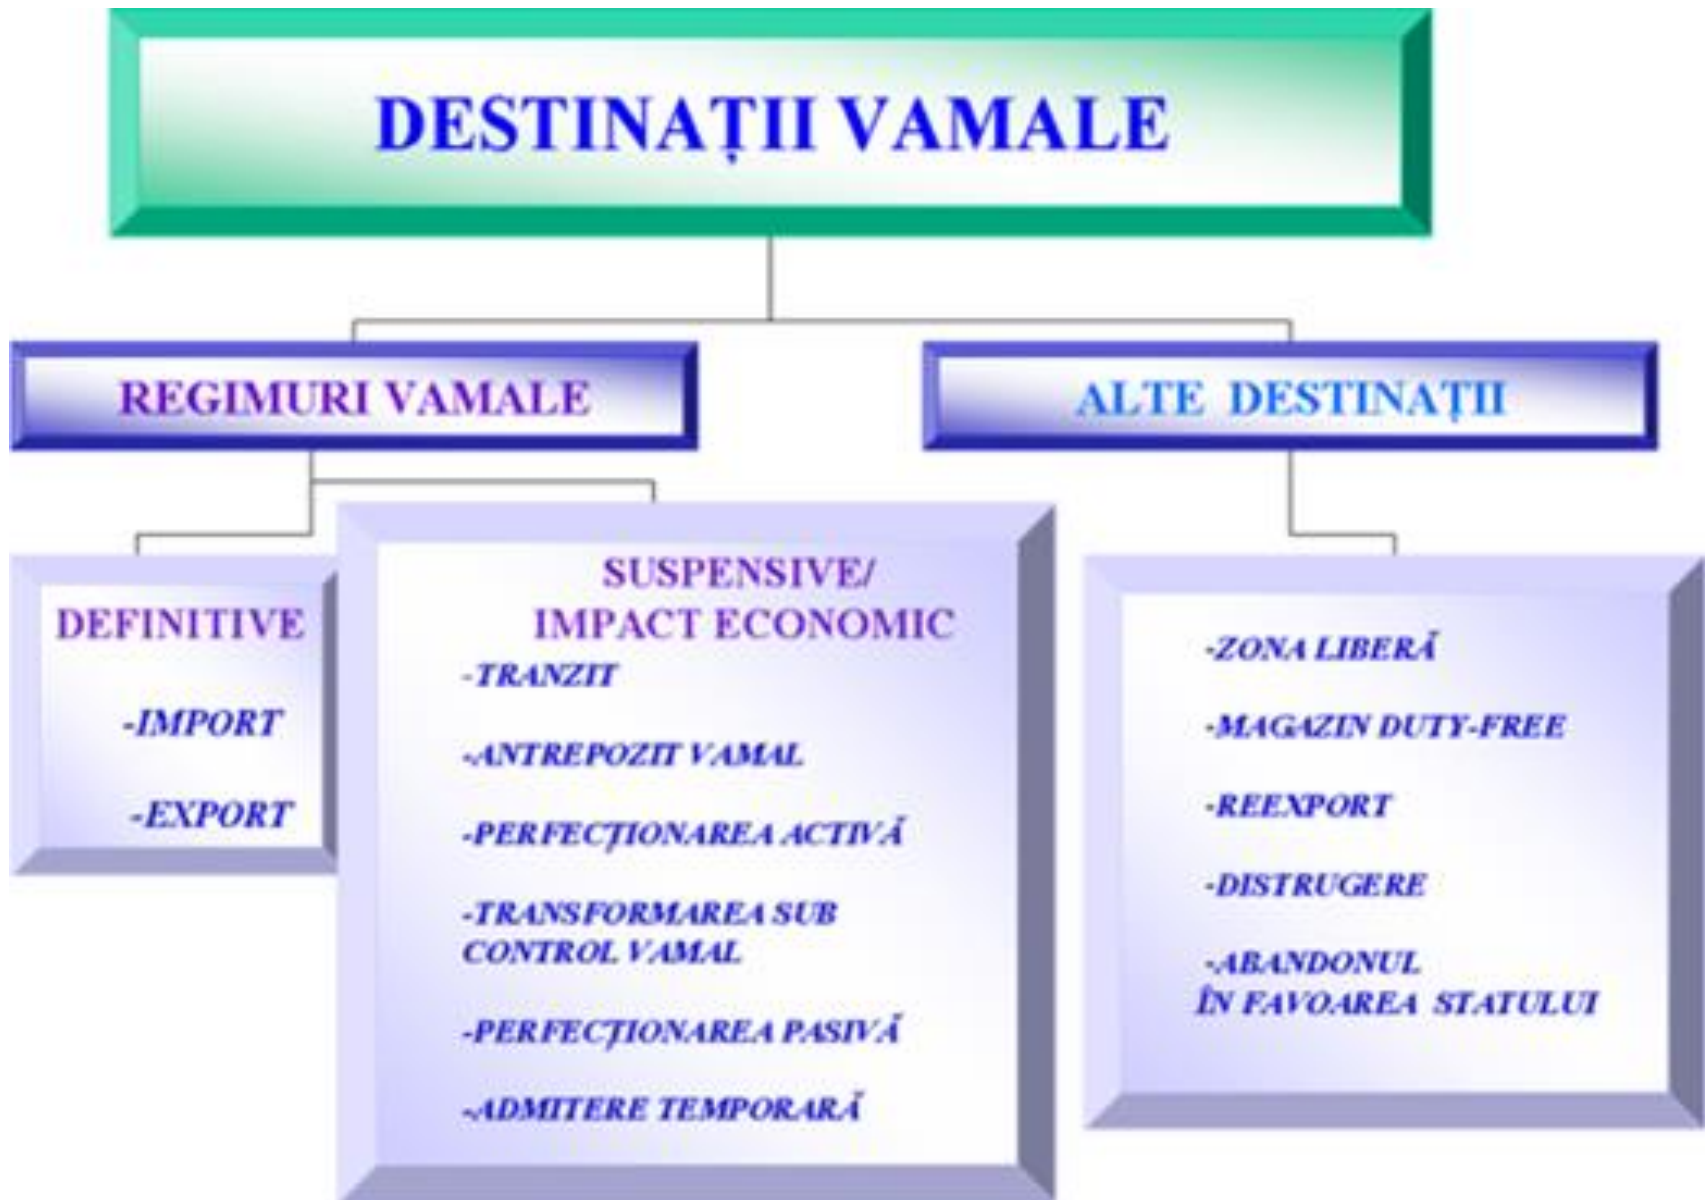 DESTINAȚII VAMALE
REGIMURI VAMALE
ALTE DESTINAȚII
DEFINITIVE
-IMPORT
-EXPORT
SUSPENSIVE/
IMPACT ECONOMIC
-TRANZIT
-ANTREPOZIT VAMAL
-PERFECȚIONAREA ACTIVĂ
-TRANSFORMAREA SUB
CONTROL VAMAL
-PERFECȚIONAREA PASIVĂ
-ADMITERE TEMPORARĂ
-ZONA LIBERĂ
-MAGAZIN DUTY-FREE
-REEXPORT
-DISTRUGERE
-ABANDONUL
ÎN FAVOAREA STATULUI